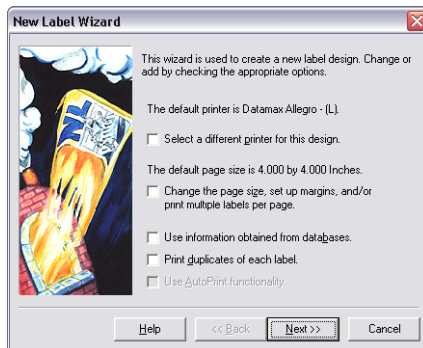 New Label Wizard
This wizard is used to create a new label design. Change or
add by checking the appropriate options.
The default printer is Datamax Allegro - (L).
Select a different printer for this design.
The default page size is 4.000 by 4.000 Inches.
Change the page size, set up margins, and/or
print multiple labels per page.
Use information obtained from databases.
Print duplicates of each label.
Use AutoPrint functionality.
NL
Help
<< Back
Next >>
Cancel